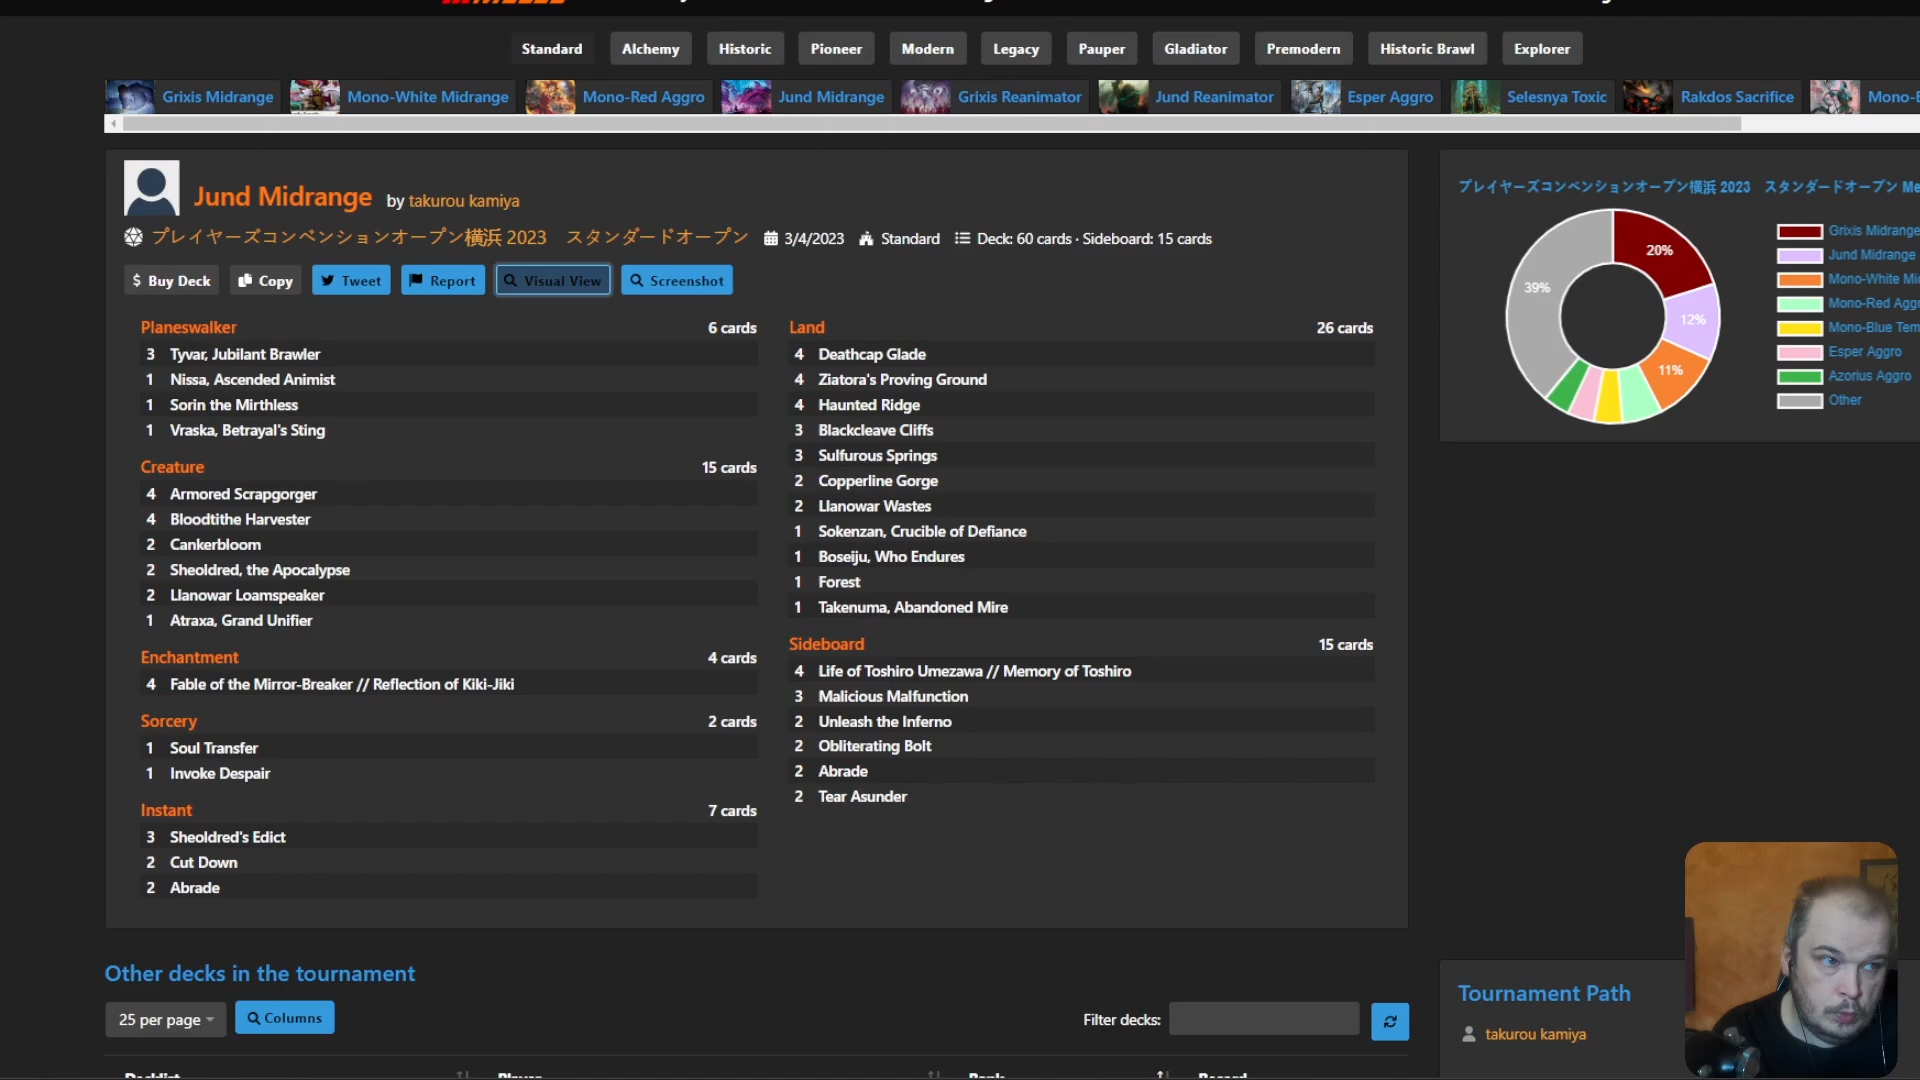 Standard
Alchemy
Historic
Pioneer
Modern
Legacy
Pauper
Gladiator
Premodern
Historic Brawl
Explorer
Grixis Midrange
Mono-White Midrange
Mono-Red Aggro
Jund Midrange
Grixis Reanimator
Jund Reanimator
Esper Aggro
Selesnya Toxic
Rakdos Sacrifice
Jund Midrange by takurou kamiya
プレイヤーズコンベンションオープン横浜 2023 スタンダードオープン 3/4/2023 Standard Deck: 60 cards · Sideboard: 15 cards
$ Buy Deck
Copy
Tweet
Report
Visual View
Screenshot
Planeswalker 6 cards
3 Tyvar, Jubilant Brawler
1 Nissa, Ascended Animist
1 Sorin the Mirthless
1 Vraska, Betrayal's Sting
Creature 15 cards
4 Armored Scrapgorger
4 Bloodtithe Harvester
2 Cankerbloom
2 Sheoldred, the Apocalypse
2 Llanowar Loamspeaker
1 Atraxa, Grand Unifier
Enchantment 4 cards
4 Fable of the Mirror-Breaker // Reflection of Kiki-Jiki
Sorcery 2 cards
1 Soul Transfer
1 Invoke Despair
Instant 7 cards
3 Sheoldred's Edict
2 Cut Down
2 Abrade
Land 26 cards
4 Deathcap Glade
4 Ziatora's Proving Ground
4 Haunted Ridge
3 Blackcleave Cliffs
3 Sulfurous Springs
2 Copperline Gorge
2 Llanowar Wastes
1 Sokenzan, Crucible of Defiance
1 Boseiju, Who Endures
1 Forest
1 Takenuma, Abandoned Mire
Sideboard 15 cards
4 Life of Toshiro Umezawa // Memory of Toshiro
3 Malicious Malfunction
2 Unleash the Inferno
2 Obliterating Bolt
2 Abrade
2 Tear Asunder
プレイヤーズコンベンションオープン横浜 2023 スタンダードオープン Me
20%
12%
11%
39%
Grixis Midrange
Jund Midrange
Mono-White Mi
Mono-Red Agg
Mono-Blue Tem
Esper Aggro
Azorius Aggro
Other
Other decks in the tournament
25 per page
Columns
Filter decks:
Tournament Path
takurou kamiya